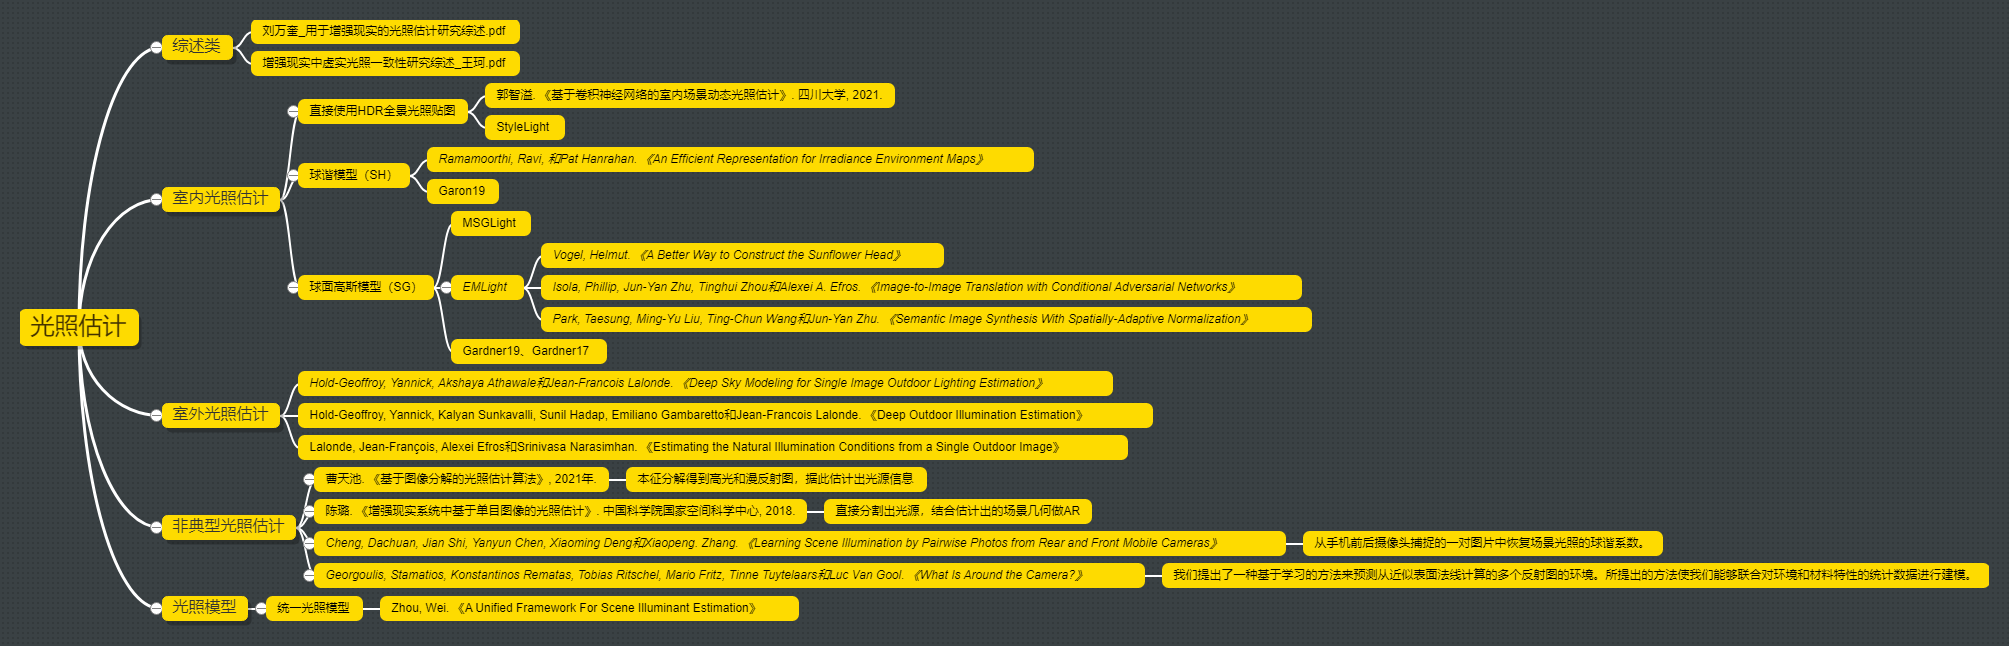 光照估计
综述类
刘万奎_用于增强现实的光照估计研究综述.pdf
增强现实中虚实光照一致性研究综述_王珂.pdf
室内光照估计
直接使用HDR全景光照贴图
郭智溢. 《基于卷积神经网络的室内场景动态光照估计》. 四川大学, 2021.
StyleLight
球谐模型（SH）
Ramamoorthi, Ravi, 和Pat Hanrahan. 《An Efficient Representation for Irradiance Environment Maps》
Garon19
球面高斯模型（SG）
MSGLight
EMLight
Vogel, Helmut. 《A Better Way to Construct the Sunflower Head》
Isola, Phillip, Jun-Yan Zhu, Tinghui Zhou和Alexei A. Efros. 《Image-to-Image Translation with Conditional Adversarial Networks》
Park, Taesung, Ming-Yu Liu, Ting-Chun Wang和Jun-Yan Zhu. 《Semantic Image Synthesis With Spatially-Adaptive Normalization》
Gardner19、Gardner17
室外光照估计
Hold-Geoffroy, Yannick, Akshaya Athawale和Jean-Francois Lalonde. 《Deep Sky Modeling for Single Image Outdoor Lighting Estimation》
Hold-Geoffroy, Yannick, Kalyan Sunkavalli, Sunil Hadap, Emiliano Gambaretto和Jean-Francois Lalonde. 《Deep Outdoor Illumination Estimation》
Lalonde, Jean-François, Alexei Efros和Srinivasa Narasimhan. 《Estimating the Natural Illumination Conditions from a Single Outdoor Image》
非典型光照估计
曹天池. 《基于图像分解的光照估计算法》, 2021年.
本征分解得到高光和漫反射图，据此估计出光源信息
陈璐. 《增强现实系统中基于单目图像的光照估计》. 中国科学院国家空间科学中心, 2018.
直接分割出光源，结合估计出的场景几何做AR
Cheng, Dachuan, Jian Shi, Yanyun Chen, Xiaoming Deng和Xiaopeng. Zhang. 《Learning Scene Illumination by Pairwise Photos from Rear and Front Mobile Cameras》
从手机前后摄像头捕捉的一对图片中恢复场景光照的球谐系数。
Georgoulis, Stamatios, Konstantinos Rematas, Tobias Ritschel, Mario Fritz, Tinne Tuytelaars和Luc Van Gool. 《What Is Around the Camera?》
我们提出了一种基于学习的方法来预测从近似表面法线计算的多个反射图的环境。所提出的方法使我们能够联合对环境和材料特性的统计数据进行建模。
光照模型
统一光照模型
Zhou, Wei. 《A Unified Framework For Scene Illuminant Estimation》